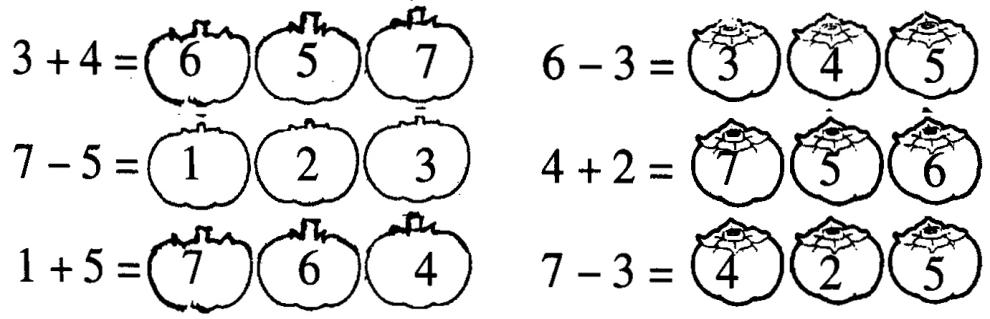 3 + 4 = 6 5 7
7 − 5 = 1 2 3
1 + 5 = 7 6 4
6 − 3 = 3 4 5
4 + 2 = 7 5 6
7 − 3 = 4 2 5